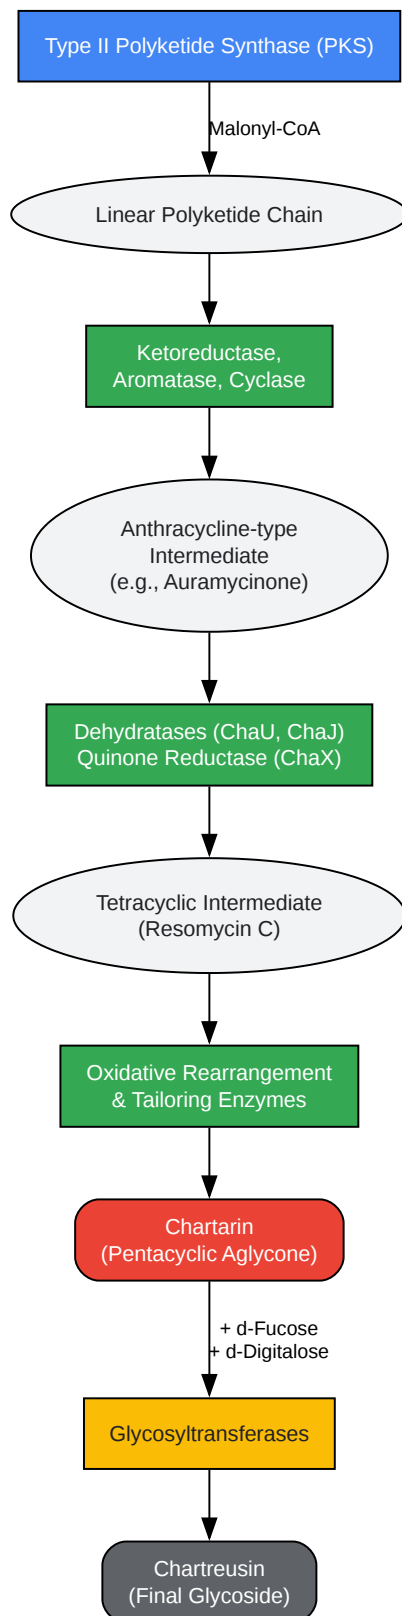 Type II Polyketide Synthase (PKS)
Malonyl-CoA
Linear Polyketide Chain
Ketoreductase,
Aromatase, Cyclase
Anthracycline-type
Intermediate
(e.g., Auramycinone)
Dehydratases (ChaU, ChaJ)
Quinone Reductase (ChaX)
Tetracyclic Intermediate
(Resomycin C)
Oxidative Rearrangement
& Tailoring Enzymes
Chartarin
(Pentacyclic Aglycone)
+ d-Fucose
+ d-Digitalose
Glycosyltransferases
Chartreusin
(Final Glycoside)